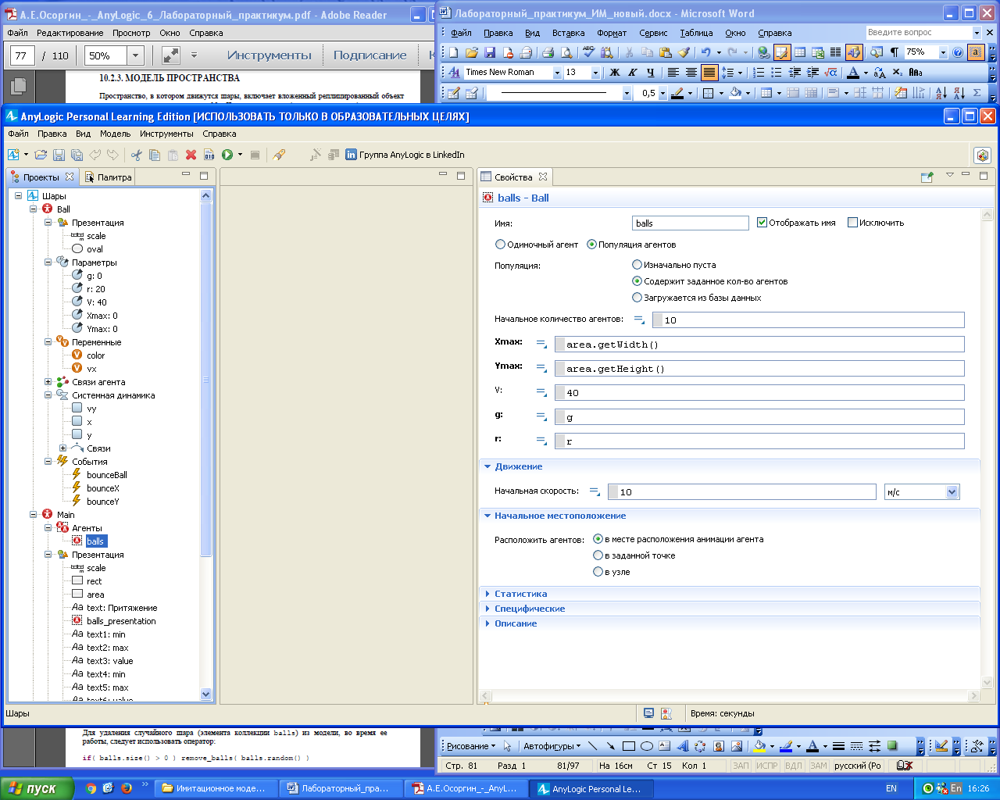 А.Е.Осоргин_-_AnyLogic_6_Лабораторный_практикум.pdf - Adobe Reader
Файл Редактирование Просмотр Окно Справка
77 / 110 50% Инструменты Подписание
10.2.3. МОДЕЛЬ ПРОСТРАНСТВА
Пространство, в котором движутся шары, включает вложенный реплицированный объект
Лабораторный_практикум_ИМ_новый.docx - Microsoft Word
Файл Правка Вид Вставка Формат Сервис Таблица Окно Справка Введите вопрос
75%
Times New Roman 13 Ж К Ч
0,5
AnyLogic Personal Learning Edition [ИСПОЛЬЗОВАТЬ ТОЛЬКО В ОБРАЗОВАТЕЛЬНЫХ ЦЕЛЯХ]
Файл Правка Вид Модель Инструменты Справка
Группа AnyLogic в LinkedIn
Проекты Палитра
Шары
Ball
Презентация
scale
oval
Параметры
g: 0
r: 20
V: 40
Xmax: 0
Ymax: 0
Переменные
color
vx
Связи агента
Системная динамика
vy
x
y
Связи
События
bounceBall
bounceX
bounceY
Main
Агенты
balls
Презентация
scale
rect
area
Aa text: Притяжение
balls_presentation
Aa text1: min
Aa text2: max
Aa text3: value
Aa text4: min
Aa text5: max
Aa text6: value
Свойства
balls - Ball
Имя: balls Отображать имя Исключить
Одиночный агент Популяция агентов
Популяция: Изначально пуста
Содержит заданное кол-во агентов
Загружается из базы данных
Начальное количество агентов: 10
Xmax: area.getWidth()
Ymax: area.getHeight()
V: 40
g: g
r: r
Движение
Начальная скорость: 10 м/с
Начальное местоположение
Расположить агентов: в месте расположения анимации агента
в заданной точке
в узле
Статистика
Специфические
Описание
Шары Время: секунды
Для удаления случайного шара (элемента коллекции balls) из модели, во время ее
работы, следует использовать оператор:
if( balls.size() > 0 ) remove_balls( balls.random() )
Рисование Автофигуры
Стр. 81 Разд 1 81/97 На 16см Ст 15 Кол 1 ЗАП ИСПР ВДЛ ЗАМ русский (Ро
пуск Имитационное моде... Лабораторный_пра... А.Е.Осоргин_-_AnyL... AnyLogic Personal Le... EN En 16:26